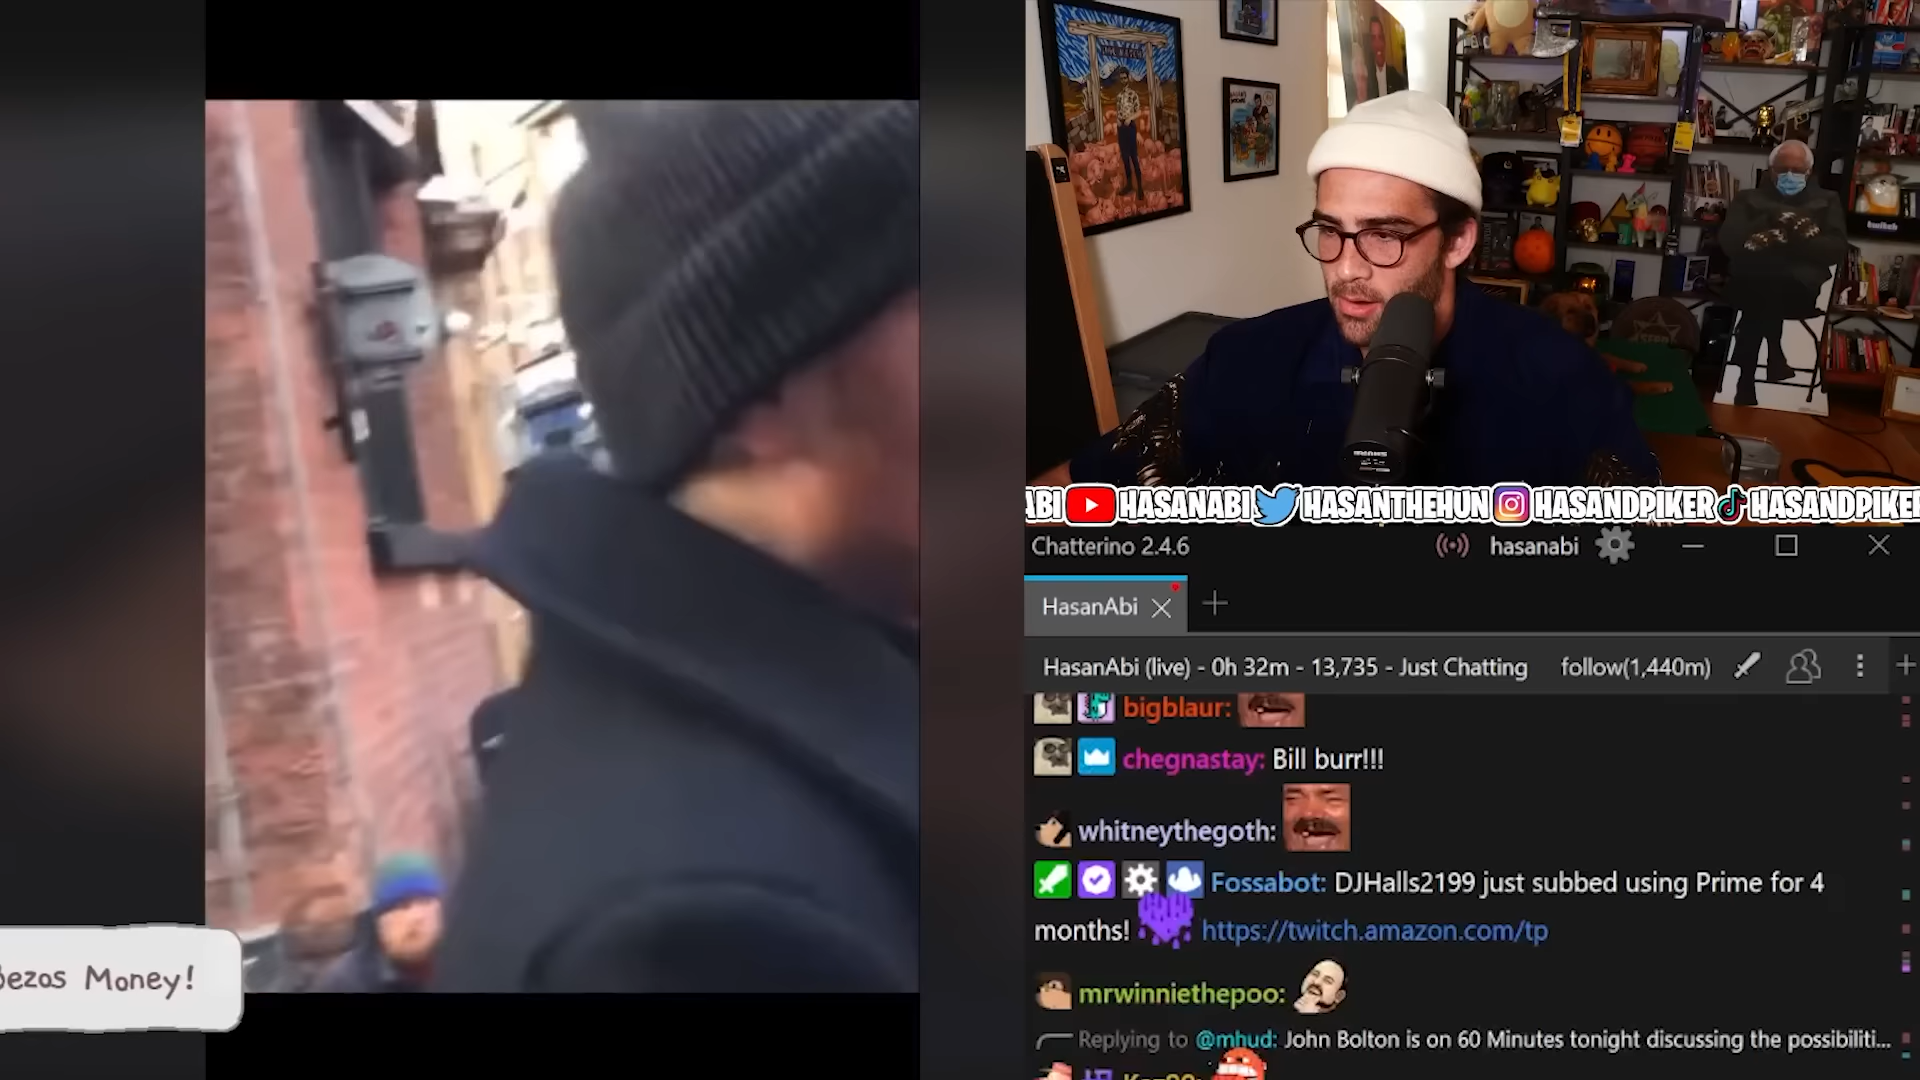 ABI HASANABI HASANTHEHUN HASANDPIKER HASANDPIKER
Chatterino 2.4.6 hasanabi
HasanAbi
HasanAbi (live) - 0h 32m - 13,735 - Just Chatting follow(1,440m)
bigblaur:
chegnastay: Bill burr!!!
whitneythegoth:
Fossabot: DJHalls2199 just subbed using Prime for 4
months! https://twitch.amazon.com/tp
ezos Money!
mrwinniethepoo:
Replying to @mhud: John Bolton is on 60 Minutes tonight discussing the possibiliti...
twitch